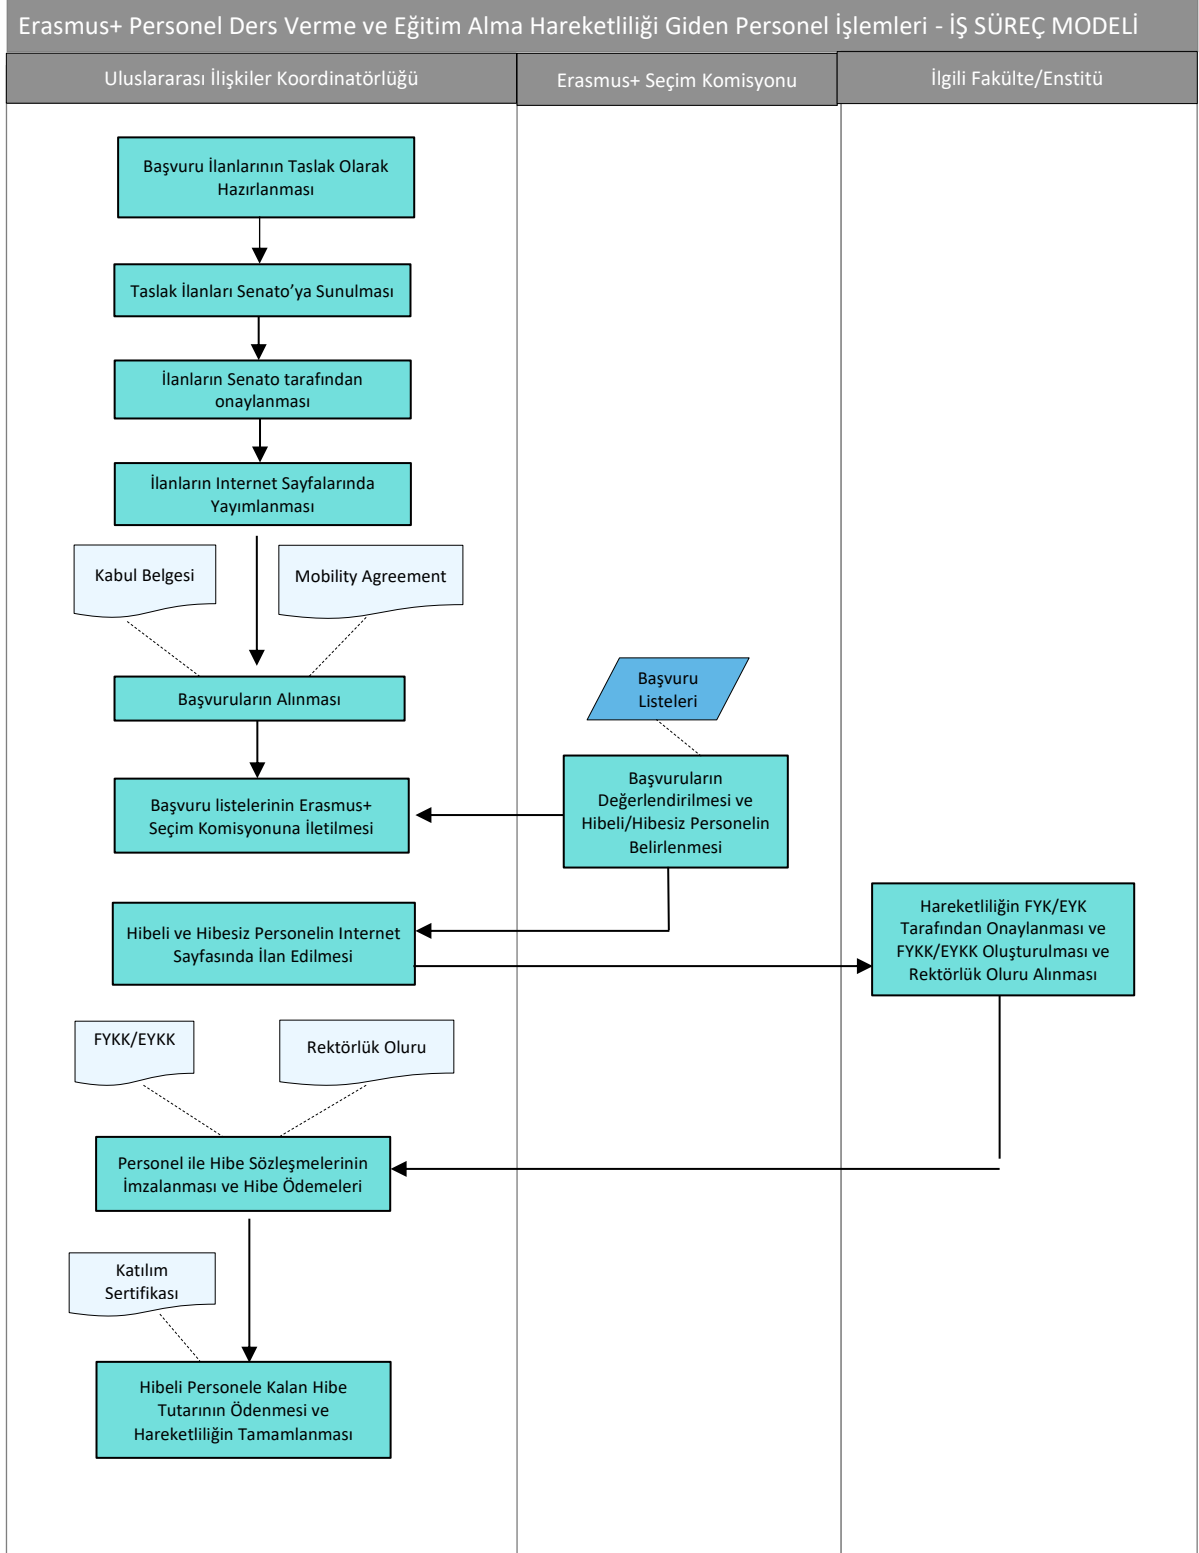 Erasmus+ Personel Ders Verme ve Eğitim Alma Hareketliliği Giden Personel İşlemleri - İŞ SÜREÇ MODELİ
Uluslararası İlişkiler Koordinatörlüğü
Erasmus+ Seçim Komisyonu
İlgili Fakülte/Enstitü
Başvuru İlanlarının Taslak Olarak
Hazırlanması
Taslak İlanları Senato’ya Sunulması
İlanların Senato tarafından
onaylanması
İlanların Internet Sayfalarında
Yayımlanması
Kabul Belgesi
Mobility Agreement
Başvuruların Alınması
Başvuru
Listeleri
Başvuru listelerinin Erasmus+
Seçim Komisyonuna İletilmesi
Başvuruların
Değerlendirilmesi ve
Hibeli/Hibesiz Personelin
Belirlenmesi
Hibeli ve Hibesiz Personelin Internet
Sayfasında İlan Edilmesi
Hareketliliğin FYK/EYK
Tarafından Onaylanması ve
FYKK/EYKK Oluşturulması ve
Rektörlük Oluru Alınması
FYKK/EYKK
Rektörlük Oluru
Personel ile Hibe Sözleşmelerinin
İmzalanması ve Hibe Ödemeleri
Katılım
Sertifikası
Hibeli Personele Kalan Hibe
Tutarının Ödenmesi ve
Hareketliliğin Tamamlanması